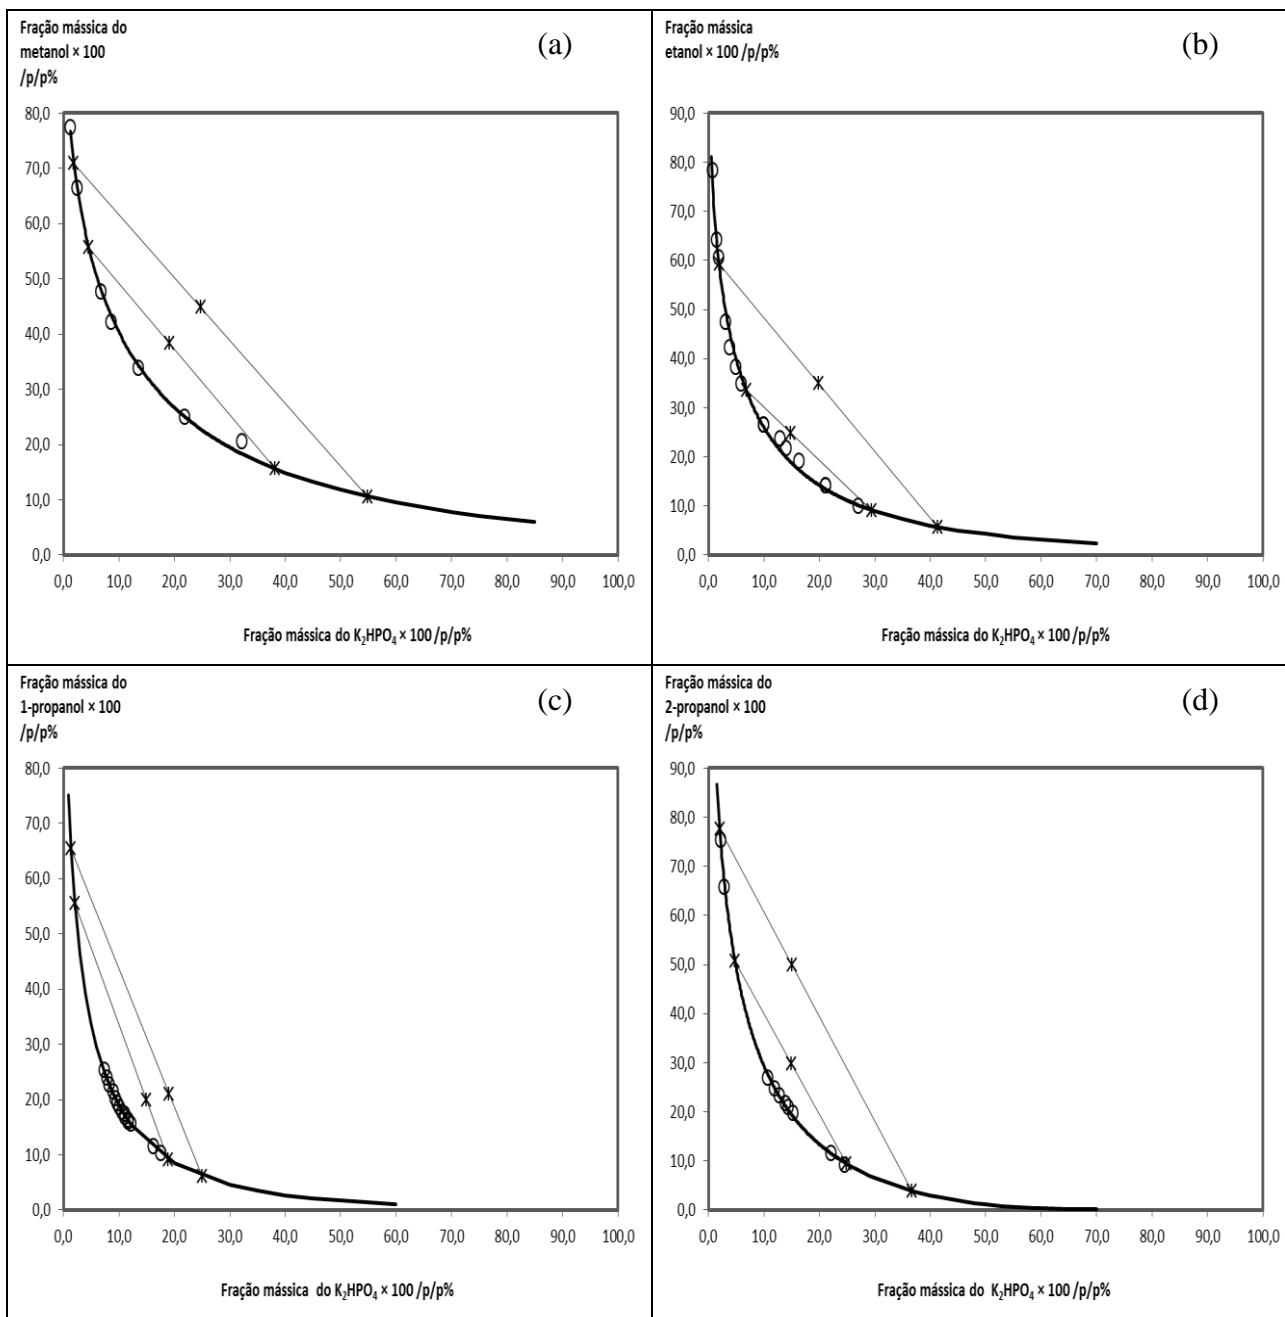 Fração mássica do
metanol × 100
/p/p%
(a)
80,0
70,0
60,0
50,0
40,0
30,0
20,0
10,0
0,0
0,0 10,0 20,0 30,0 40,0 50,0 60,0 70,0 80,0 90,0 100,0
Fração mássica do K₂HPO₄ × 100 /p/p%
Fração mássica
etanol × 100 /p/p%
(b)
90,0
80,0
70,0
60,0
50,0
40,0
30,0
20,0
10,0
0,0
0,0 10,0 20,0 30,0 40,0 50,0 60,0 70,0 80,0 90,0 100,0
Fração mássica do K₂HPO₄ × 100 /p/p%
Fração mássica do
1-propanol × 100
/p/p%
(c)
80,0
70,0
60,0
50,0
40,0
30,0
20,0
10,0
0,0
0,0 10,0 20,0 30,0 40,0 50,0 60,0 70,0 80,0 90,0 100,0
Fração mássica do K₂HPO₄ × 100 /p/p%
Fração mássica do
2-propanol × 100
/p/p%
(d)
90,0
80,0
70,0
60,0
50,0
40,0
30,0
20,0
10,0
0,0
0,0 10,0 20,0 30,0 40,0 50,0 60,0 70,0 80,0 90,0 100,0
Fração mássica do K₂HPO₄ × 100 /p/p%